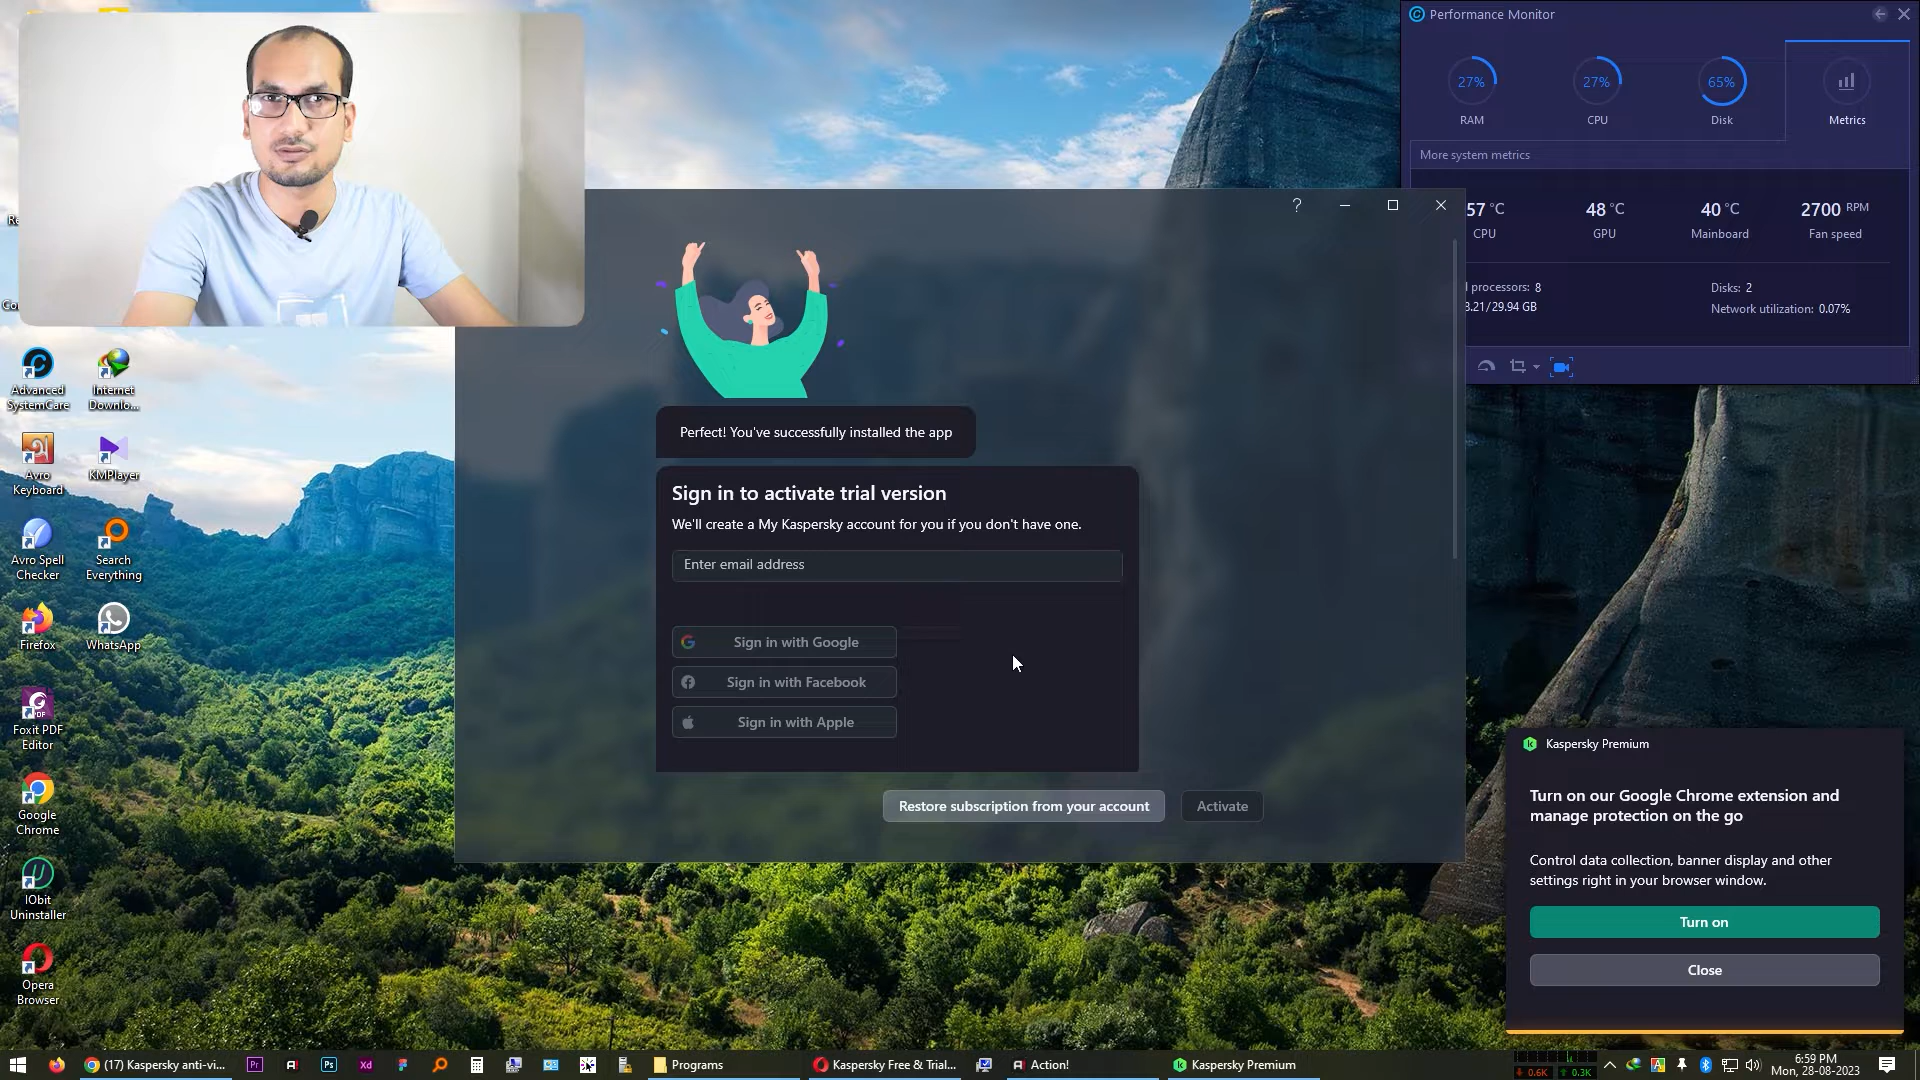 Performance Monitor
27%
RAM
27%
CPU
65%
Disk
Metrics
More system metrics
57 °C
CPU
48 °C
GPU
40 °C
Mainboard
2700 RPM
Fan speed
processors: 8
3.21/29.94 GB
Disks: 2
Network utilization: 0.07%
?
Perfect! You've successfully installed the app
Sign in to activate trial version
We'll create a My Kaspersky account for you if you don't have one.
Enter email address
Sign in with Google
Sign in with Facebook
Sign in with Apple
Restore subscription from your account
Activate
Advanced
SystemCare
Internet
Downlo...
Avro
Keyboard
KMPlayer
Avro Spell
Checker
Search
Everything
Firefox
WhatsApp
Foxit PDF
Editor
Google
Chrome
IObit
Uninstaller
Opera
Browser
Kaspersky Premium
Turn on our Google Chrome extension and
manage protection on the go
Control data collection, banner display and other
settings right in your browser window.
Turn on
Close
(17) Kaspersky anti-vi...
Pr
Ps
Xd
Programs
Kaspersky Free & Trial...
Action!
Kaspersky Premium
0.6K
0.3K
6:59 PM
Mon, 28-08-2023